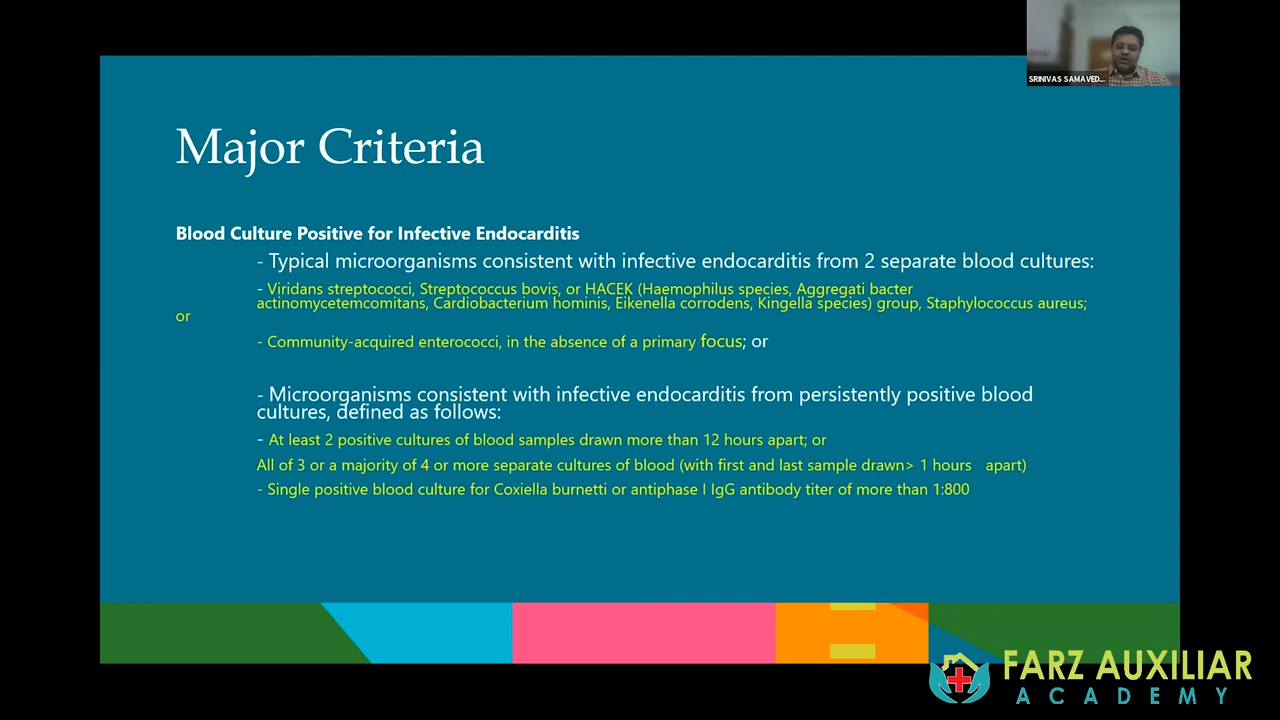 SRINIVAS SAMAVED...
Major Criteria
Blood Culture Positive for Infective Endocarditis
- Typical microorganisms consistent with infective endocarditis from 2 separate blood cultures:
- Viridans streptococci, Streptococcus bovis, or HACEK (Haemophilus species, Aggregati bacter
actinomycetemcomitans, Cardiobacterium hominis, Eikenella corrodens, Kingella species) group, Staphylococcus aureus;
or
- Community-acquired enterococci, in the absence of a primary focus; or
- Microorganisms consistent with infective endocarditis from persistently positive blood
cultures, defined as follows:
- At least 2 positive cultures of blood samples drawn more than 12 hours apart; or
All of 3 or a majority of 4 or more separate cultures of blood (with first and last sample drawn> 1 hours apart)
- Single positive blood culture for Coxiella burnetti or antiphase I IgG antibody titer of more than 1:800
FARZ AUXILIAR
ACADEMY